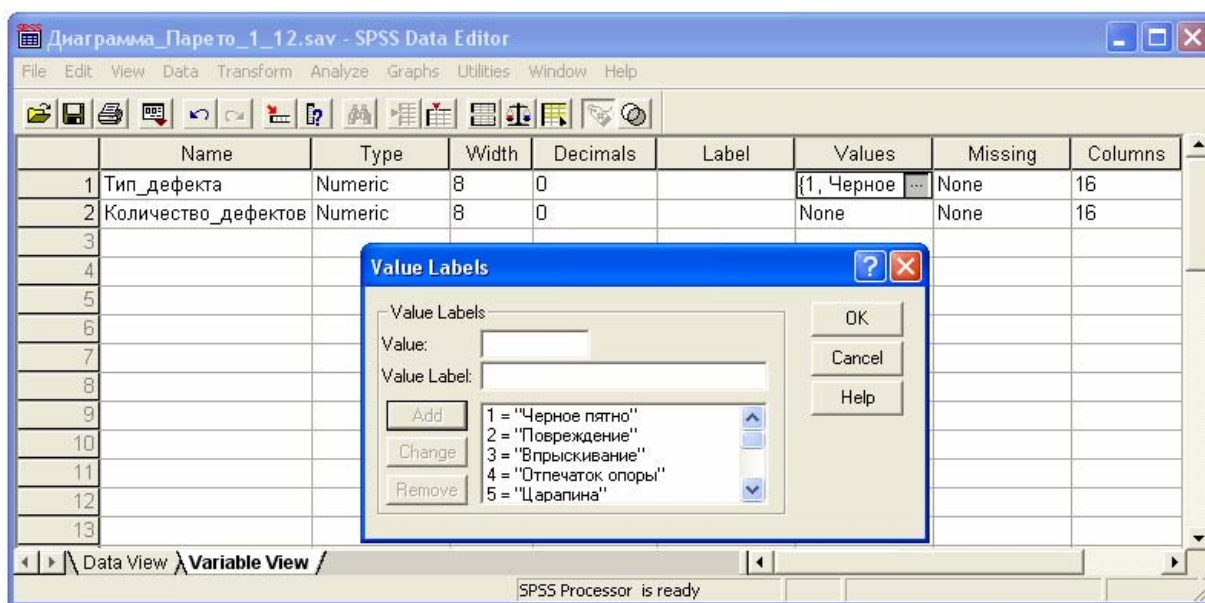 Диаграмма_Парето_1_12.sav - SPSS Data Editor
File Edit View Data Transform Analyze Graphs Utilities Window Help
Name Type Width Decimals Label Values Missing Columns
1 Тип_дефекта Numeric 8 0 {1, Черное ... None 16
2 Количество_дефектов Numeric 8 0 None None 16
3
4
5
6
7
8
9
10
11
12
13
Value Labels
Value Labels
Value:
Value Label:
Add
Change
Remove
1 = "Черное пятно"
2 = "Повреждение"
3 = "Впрыскивание"
4 = "Отпечаток опоры"
5 = "Царапина"
OK
Cancel
Help
Data View Variable View
SPSS Processor is ready